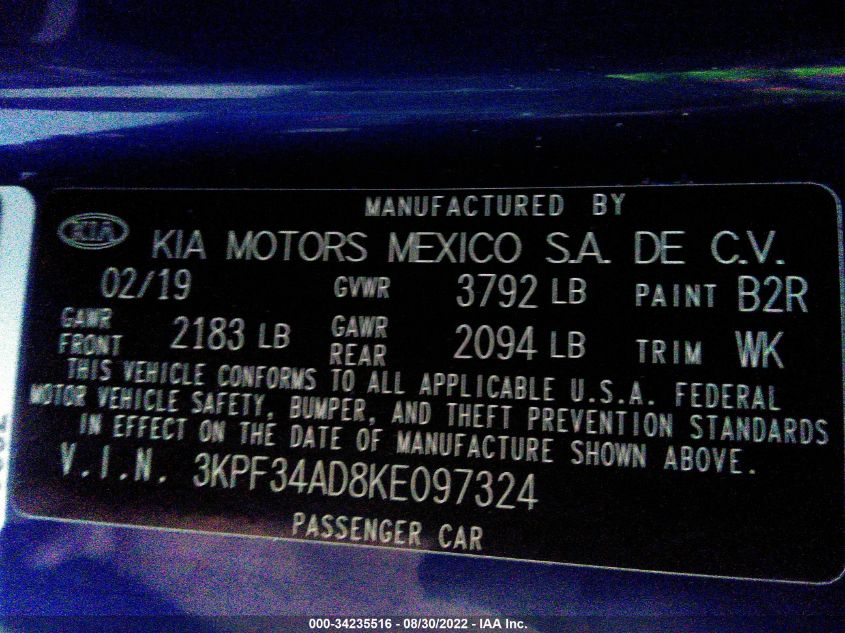 MANUFACTURED BY
KIA KIA MOTORS MEXICO S.A. DE C.V.
02/19 GVWR 3792 LB PAINT B2R
GAWR FRONT 2183 LB GAWR REAR 2094 LB TRIM WK
THIS VEHICLE CONFORMS TO ALL APPLICABLE U.S.A. FEDERAL
MOTOR VEHICLE SAFETY, BUMPER, AND THEFT PREVENTION STANDARDS
IN EFFECT ON THE DATE OF MANUFACTURE SHOWN ABOVE.
V.I.N. 3KPF34AD8KE097324
PASSENGER CAR
000-34235516 - 08/30/2022 - IAA Inc.